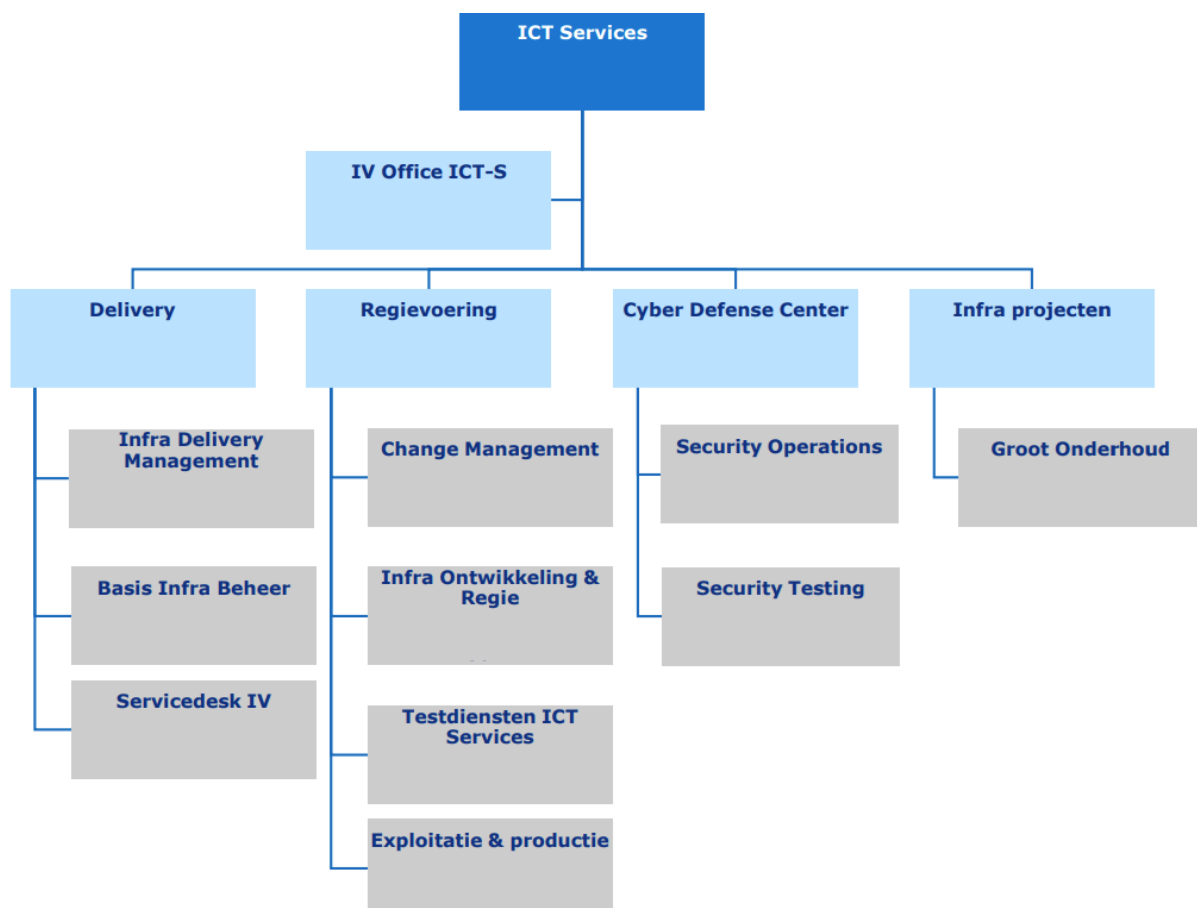 ICT Services
IV Office ICT-S
Delivery
Regievoering
Cyber Defense Center
Infra projecten
Infra Delivery
Management
Basis Infra Beheer
Servicedesk IV
Change Management
Infra Ontwikkeling &
Regie
Testdiensten ICT
Services
Exploitatie & productie
Security Operations
Security Testing
Groot Onderhoud